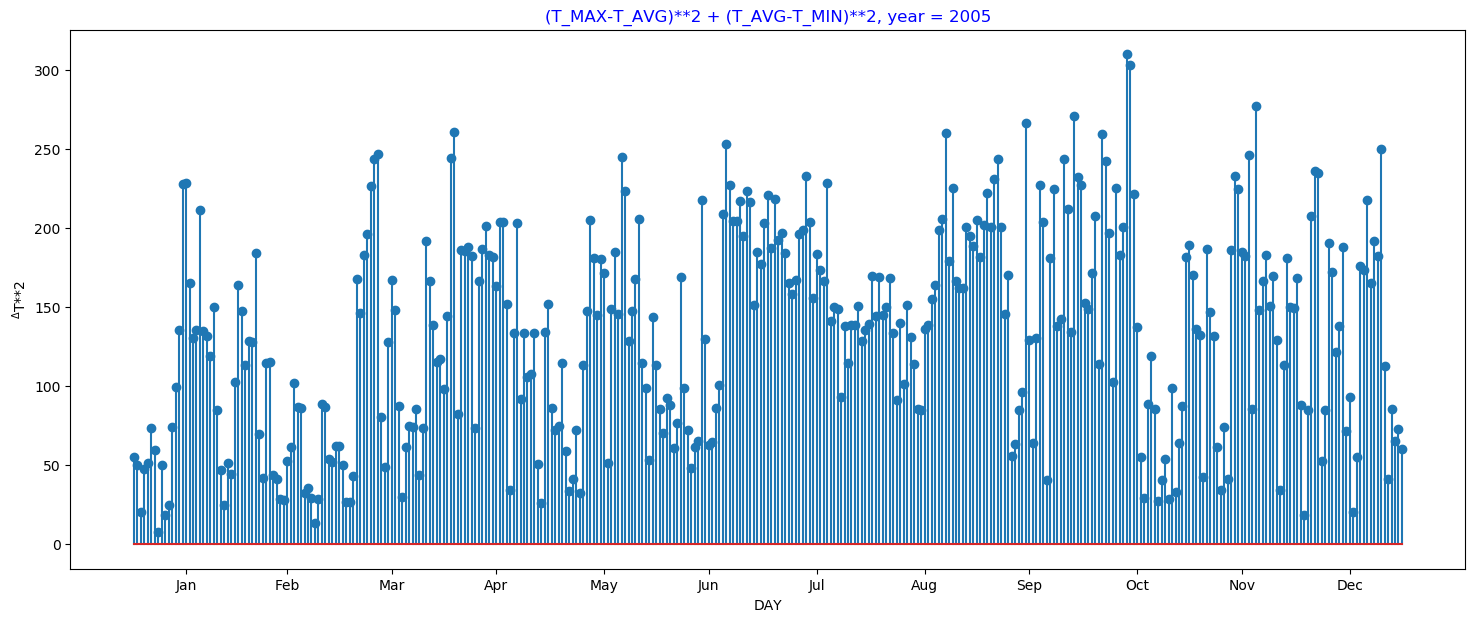 (T_MAX-T_AVG)**2 + (T_AVG-T_MIN)**2, year = 2005
300
250
200
150
100
50
0
ΔT**2
Jan Feb Mar Apr May Jun Jul Aug Sep Oct Nov Dec
DAY